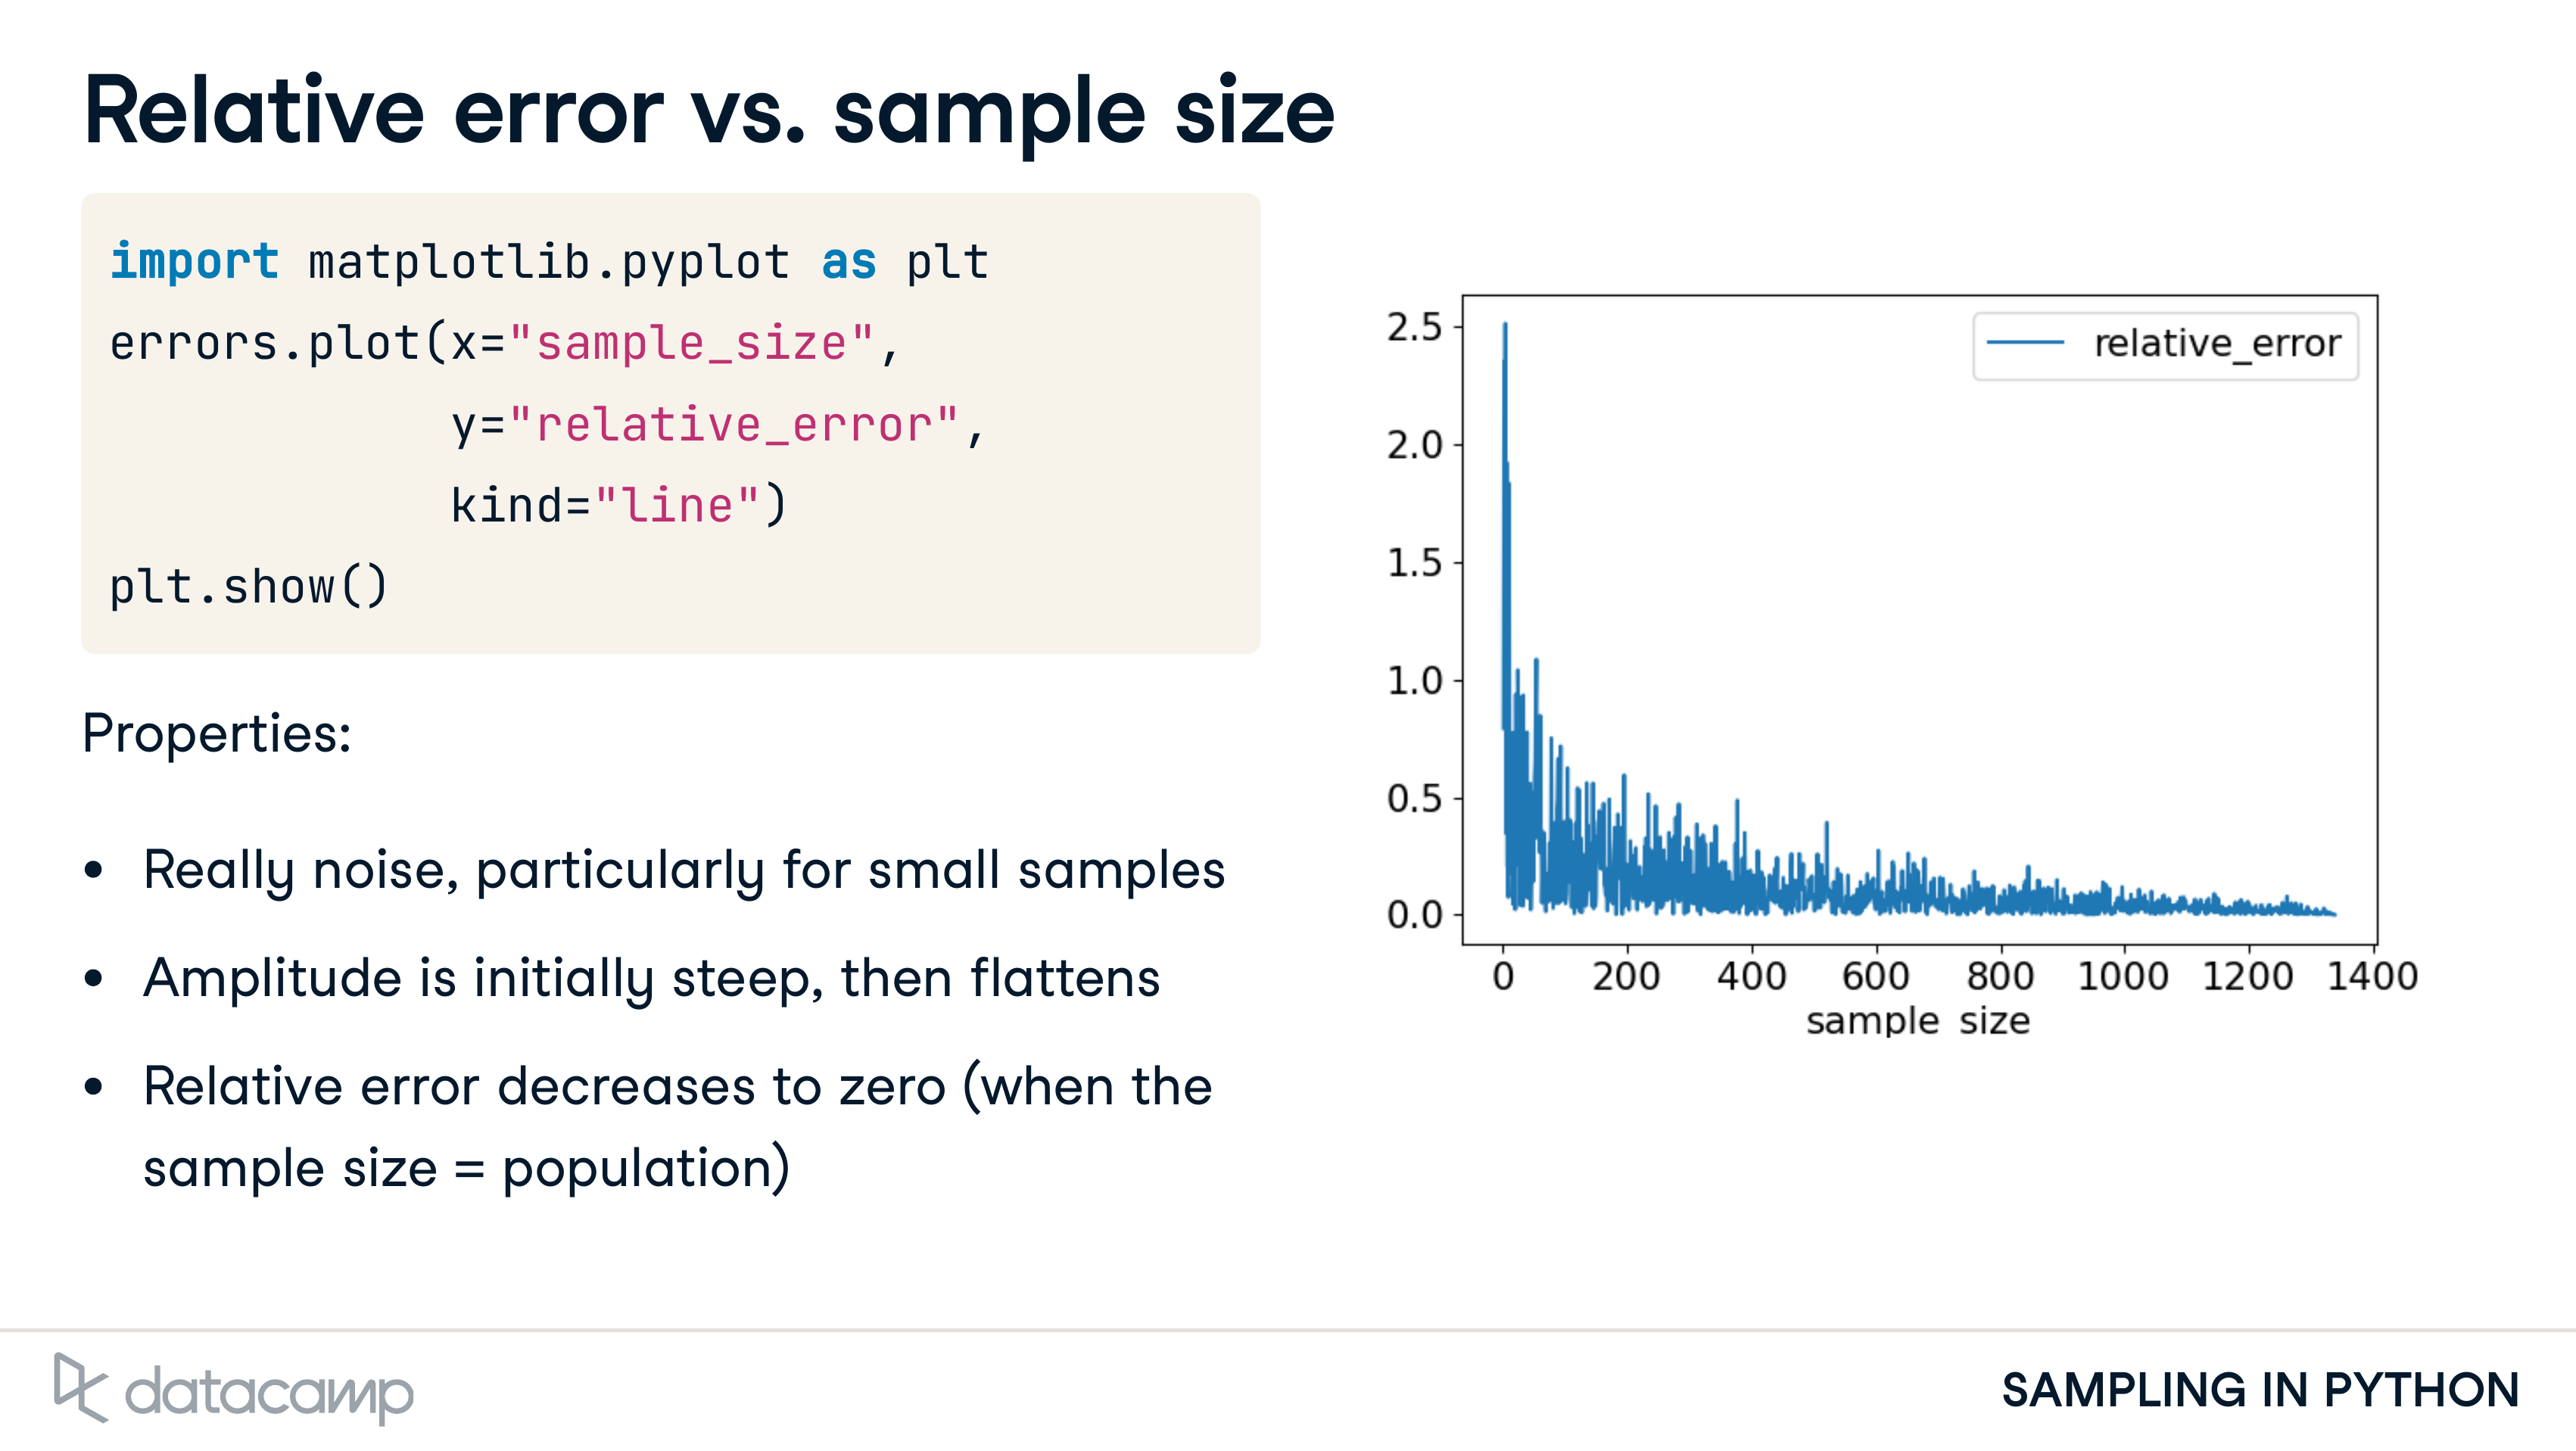 Relative error vs. sample size
import matplotlib.pyplot as plt
errors.plot(x="sample_size",
y="relative_error",
kind="line")
plt.show()
Properties:
• Really noise, particularly for small samples
• Amplitude is initially steep, then flattens
• Relative error decreases to zero (when the
sample size = population)
relative_error
2.5
2.0
1.5
1.0
0.5
0.0
0 200 400 600 800 1000 1200 1400
sample size
datacamp
SAMPLING IN PYTHON